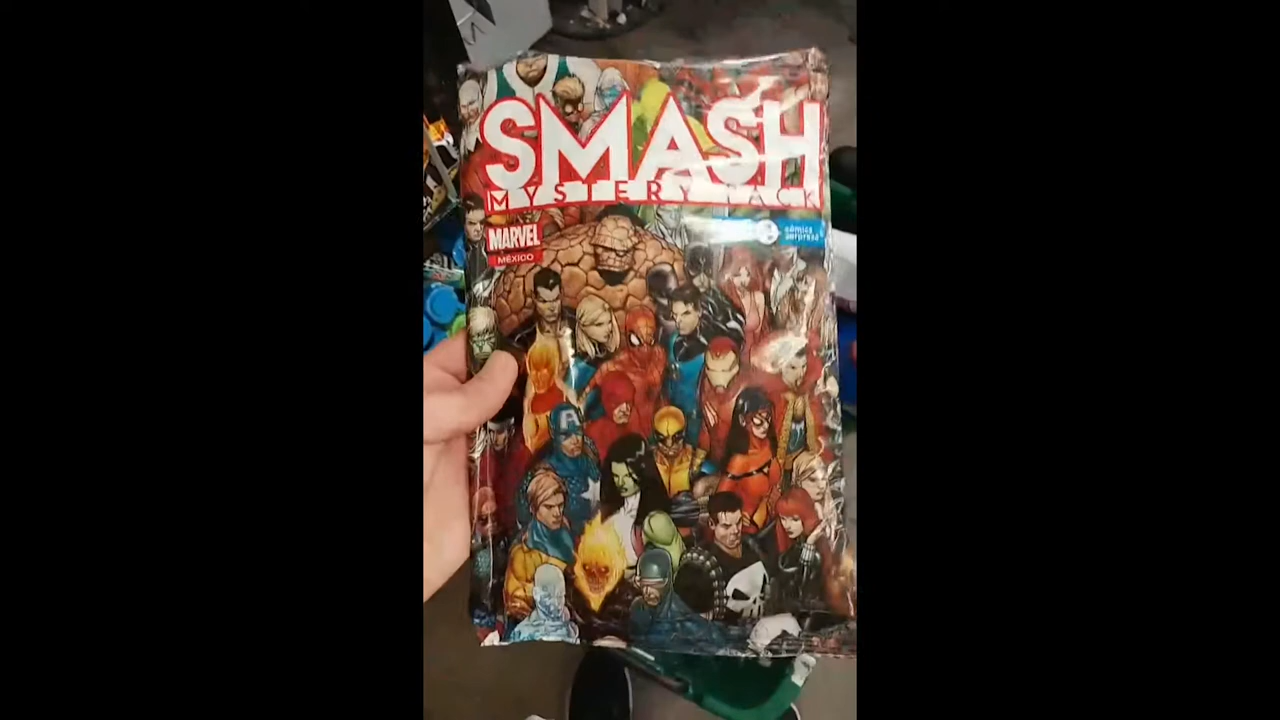 SMASH
MYSTERY PACK
MARVEL
MÉXICO
cómics
sorpresa
A